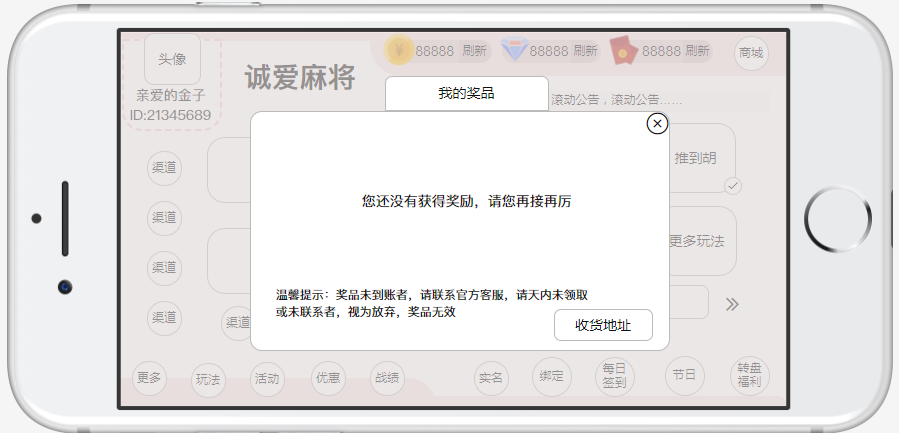 头像
亲爱的金子
ID:21345689
诚爱麻将
¥
88888 刷新
88888 刷新
88888 刷新
商城
我的奖品
滚动公告，滚动公告……
渠道
渠道
渠道
渠道
渠道
推到胡
更多玩法
您还没有获得奖励，请您再接再厉
温馨提示：奖品未到账者，请联系官方客服，请天内未领取
或未联系者，视为放弃，奖品无效
收货地址
更多
玩法
活动
优惠
战绩
实名
绑定
每日
签到
节日
转盘
福利